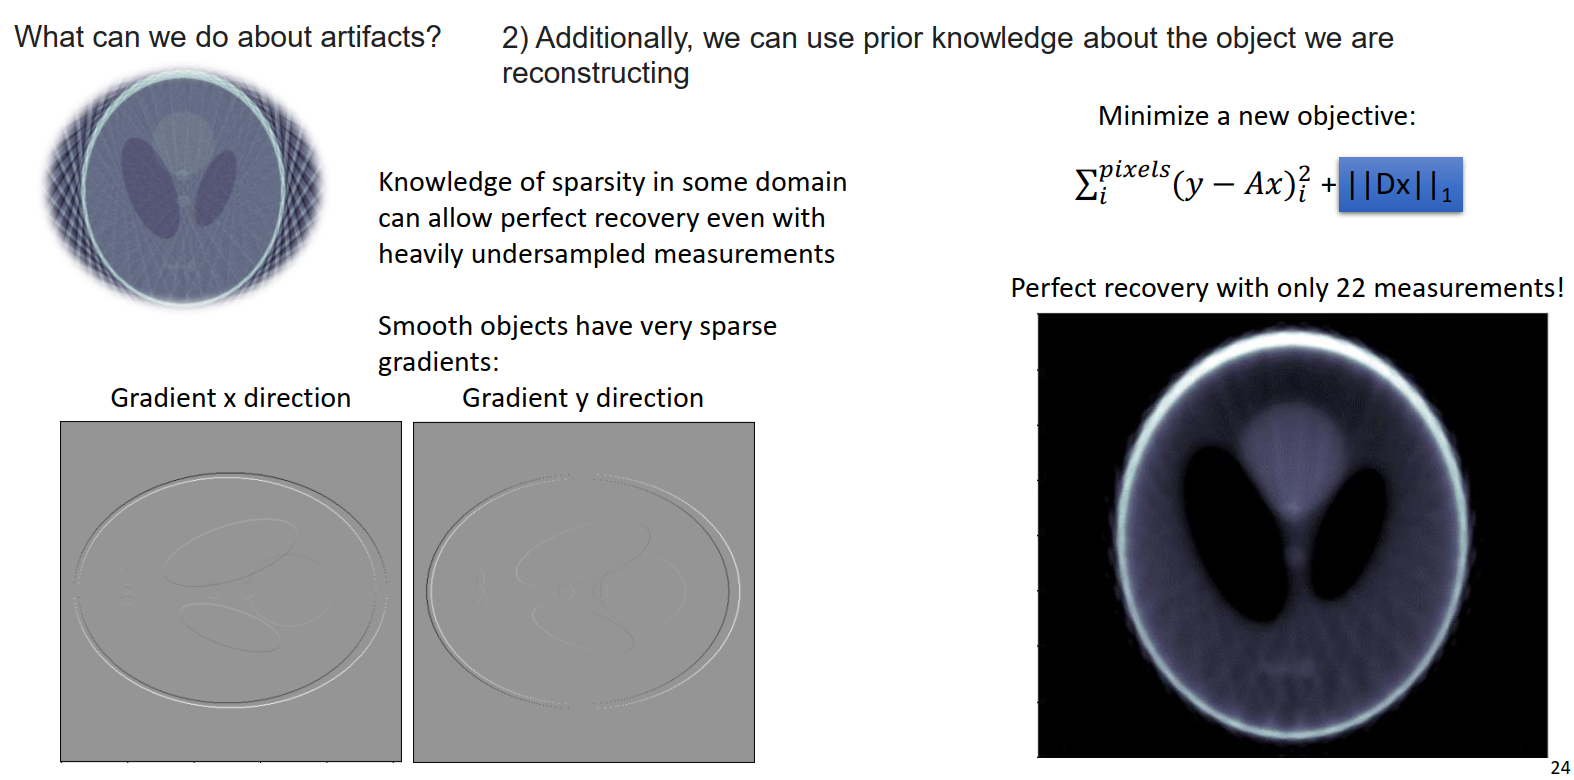 What can we do about artifacts?
2) Additionally, we can use prior knowledge about the object we are
reconstructing
Minimize a new objective:
∑_i^{pixels}(y − Ax)_i^2 + ||Dx||_1
Knowledge of sparsity in some domain
can allow perfect recovery even with
heavily undersampled measurements
Perfect recovery with only 22 measurements!
Smooth objects have very sparse
gradients:
Gradient x direction
Gradient y direction
24